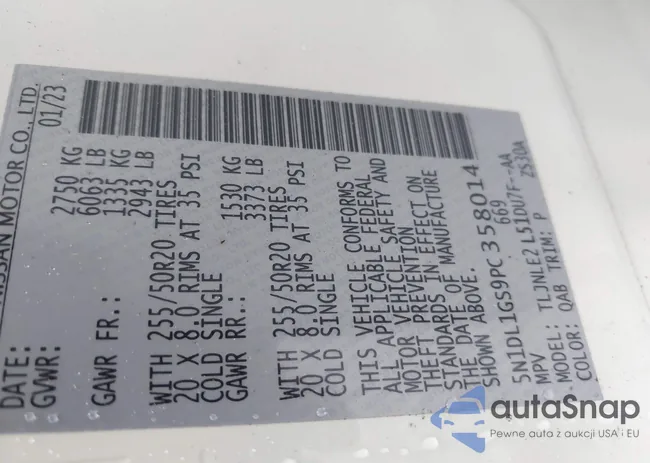 NISSAN MOTOR CO., LTD.
DATE: 01/23
GVWR: 2750 KG
6063 LB
GAWR FR.: 1335 KG
2943 LB
WITH 255/50R20 TIRES
20 X 8.0 RIMS AT 35 PSI
COLD SINGLE
GAWR RR.: 1530 KG
3373 LB
WITH 255/50R20 TIRES
20 X 8.0 RIMS AT 35 PSI
COLD SINGLE
THIS VEHICLE CONFORMS TO
ALL APPLICABLE FEDERAL
MOTOR VEHICLE SAFETY AND
THEFT PREVENTION
STANDARDS IN EFFECT ON
THE DATE OF MANUFACTURE
SHOWN ABOVE.
669
5N1DL1GS9PC358014
MPV
MODEL: TLJNLE2 L51DU7F--AA
COLOR: QAB TRIM: P ZS30A
autaSnap
Pewne auta z aukcji USA i EU